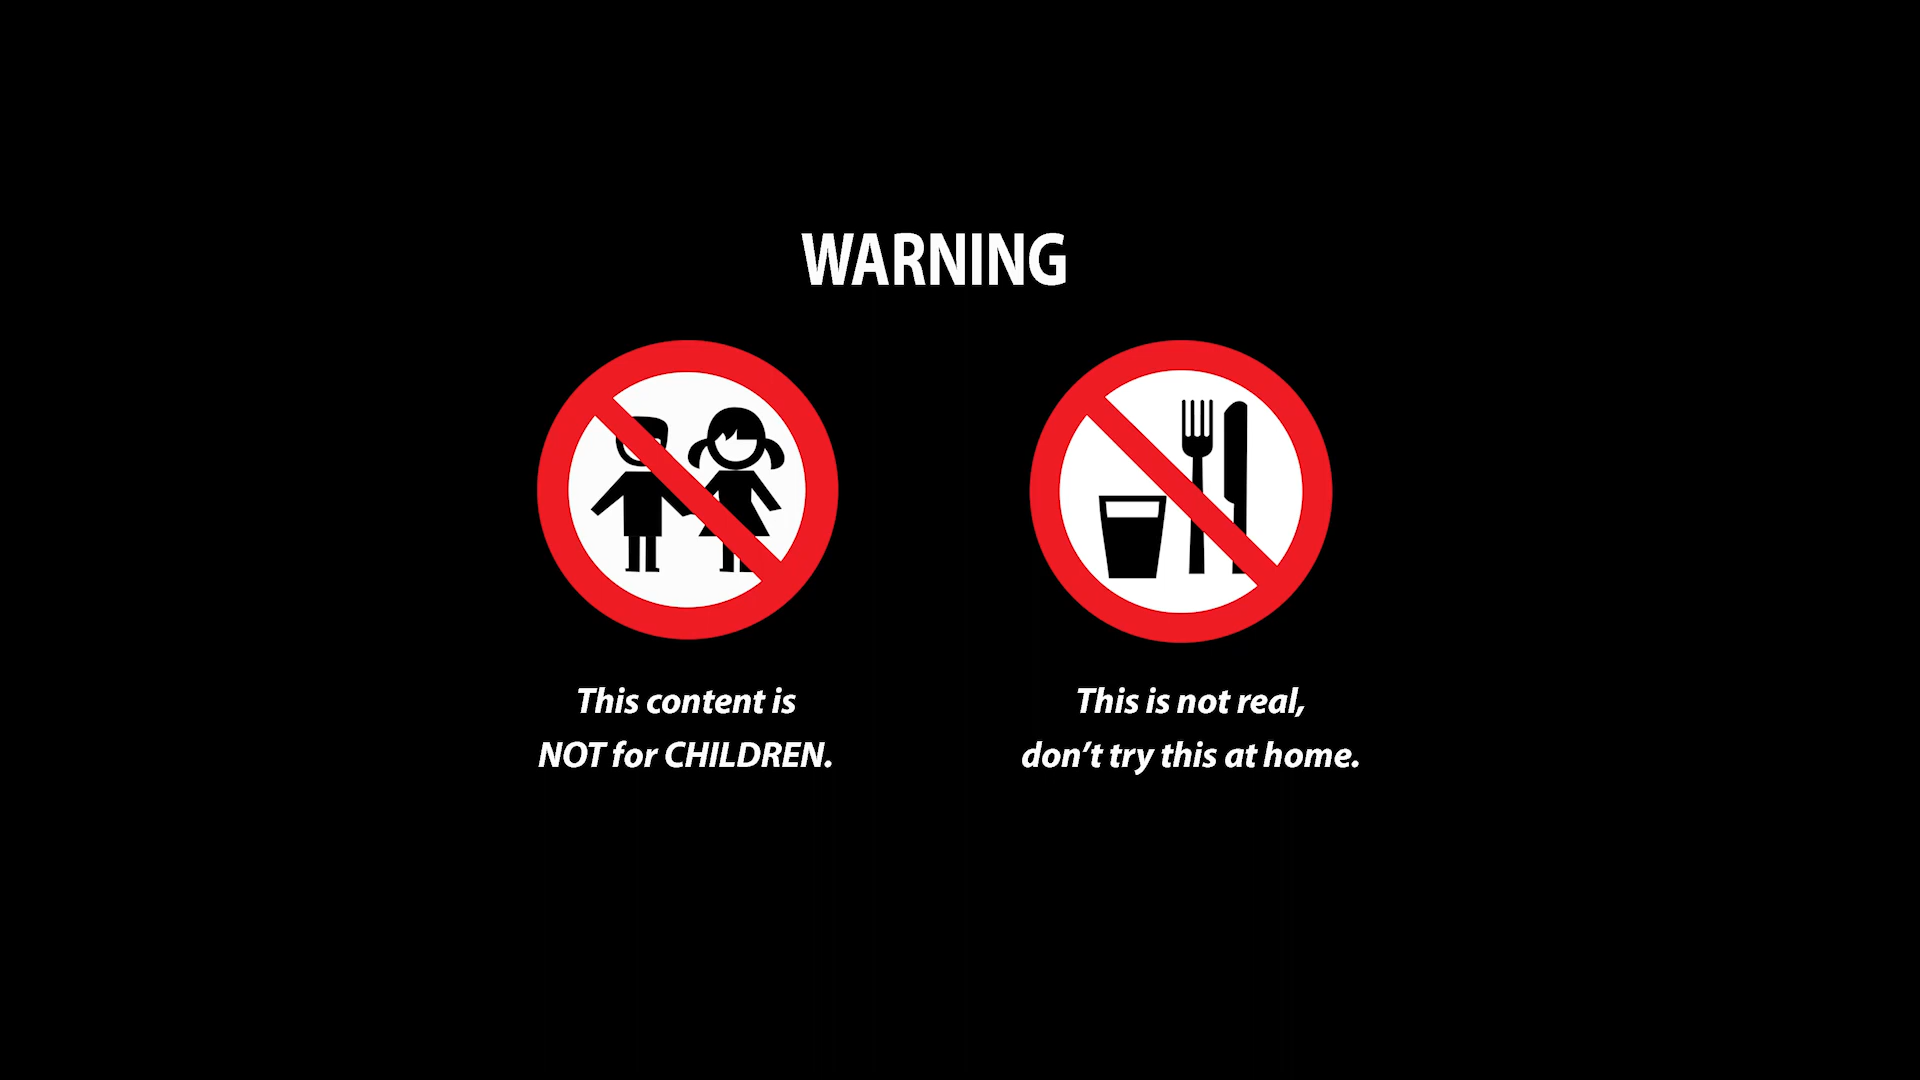 WARNING
This content is
NOT for CHILDREN.
This is not real,
don’t try this at home.